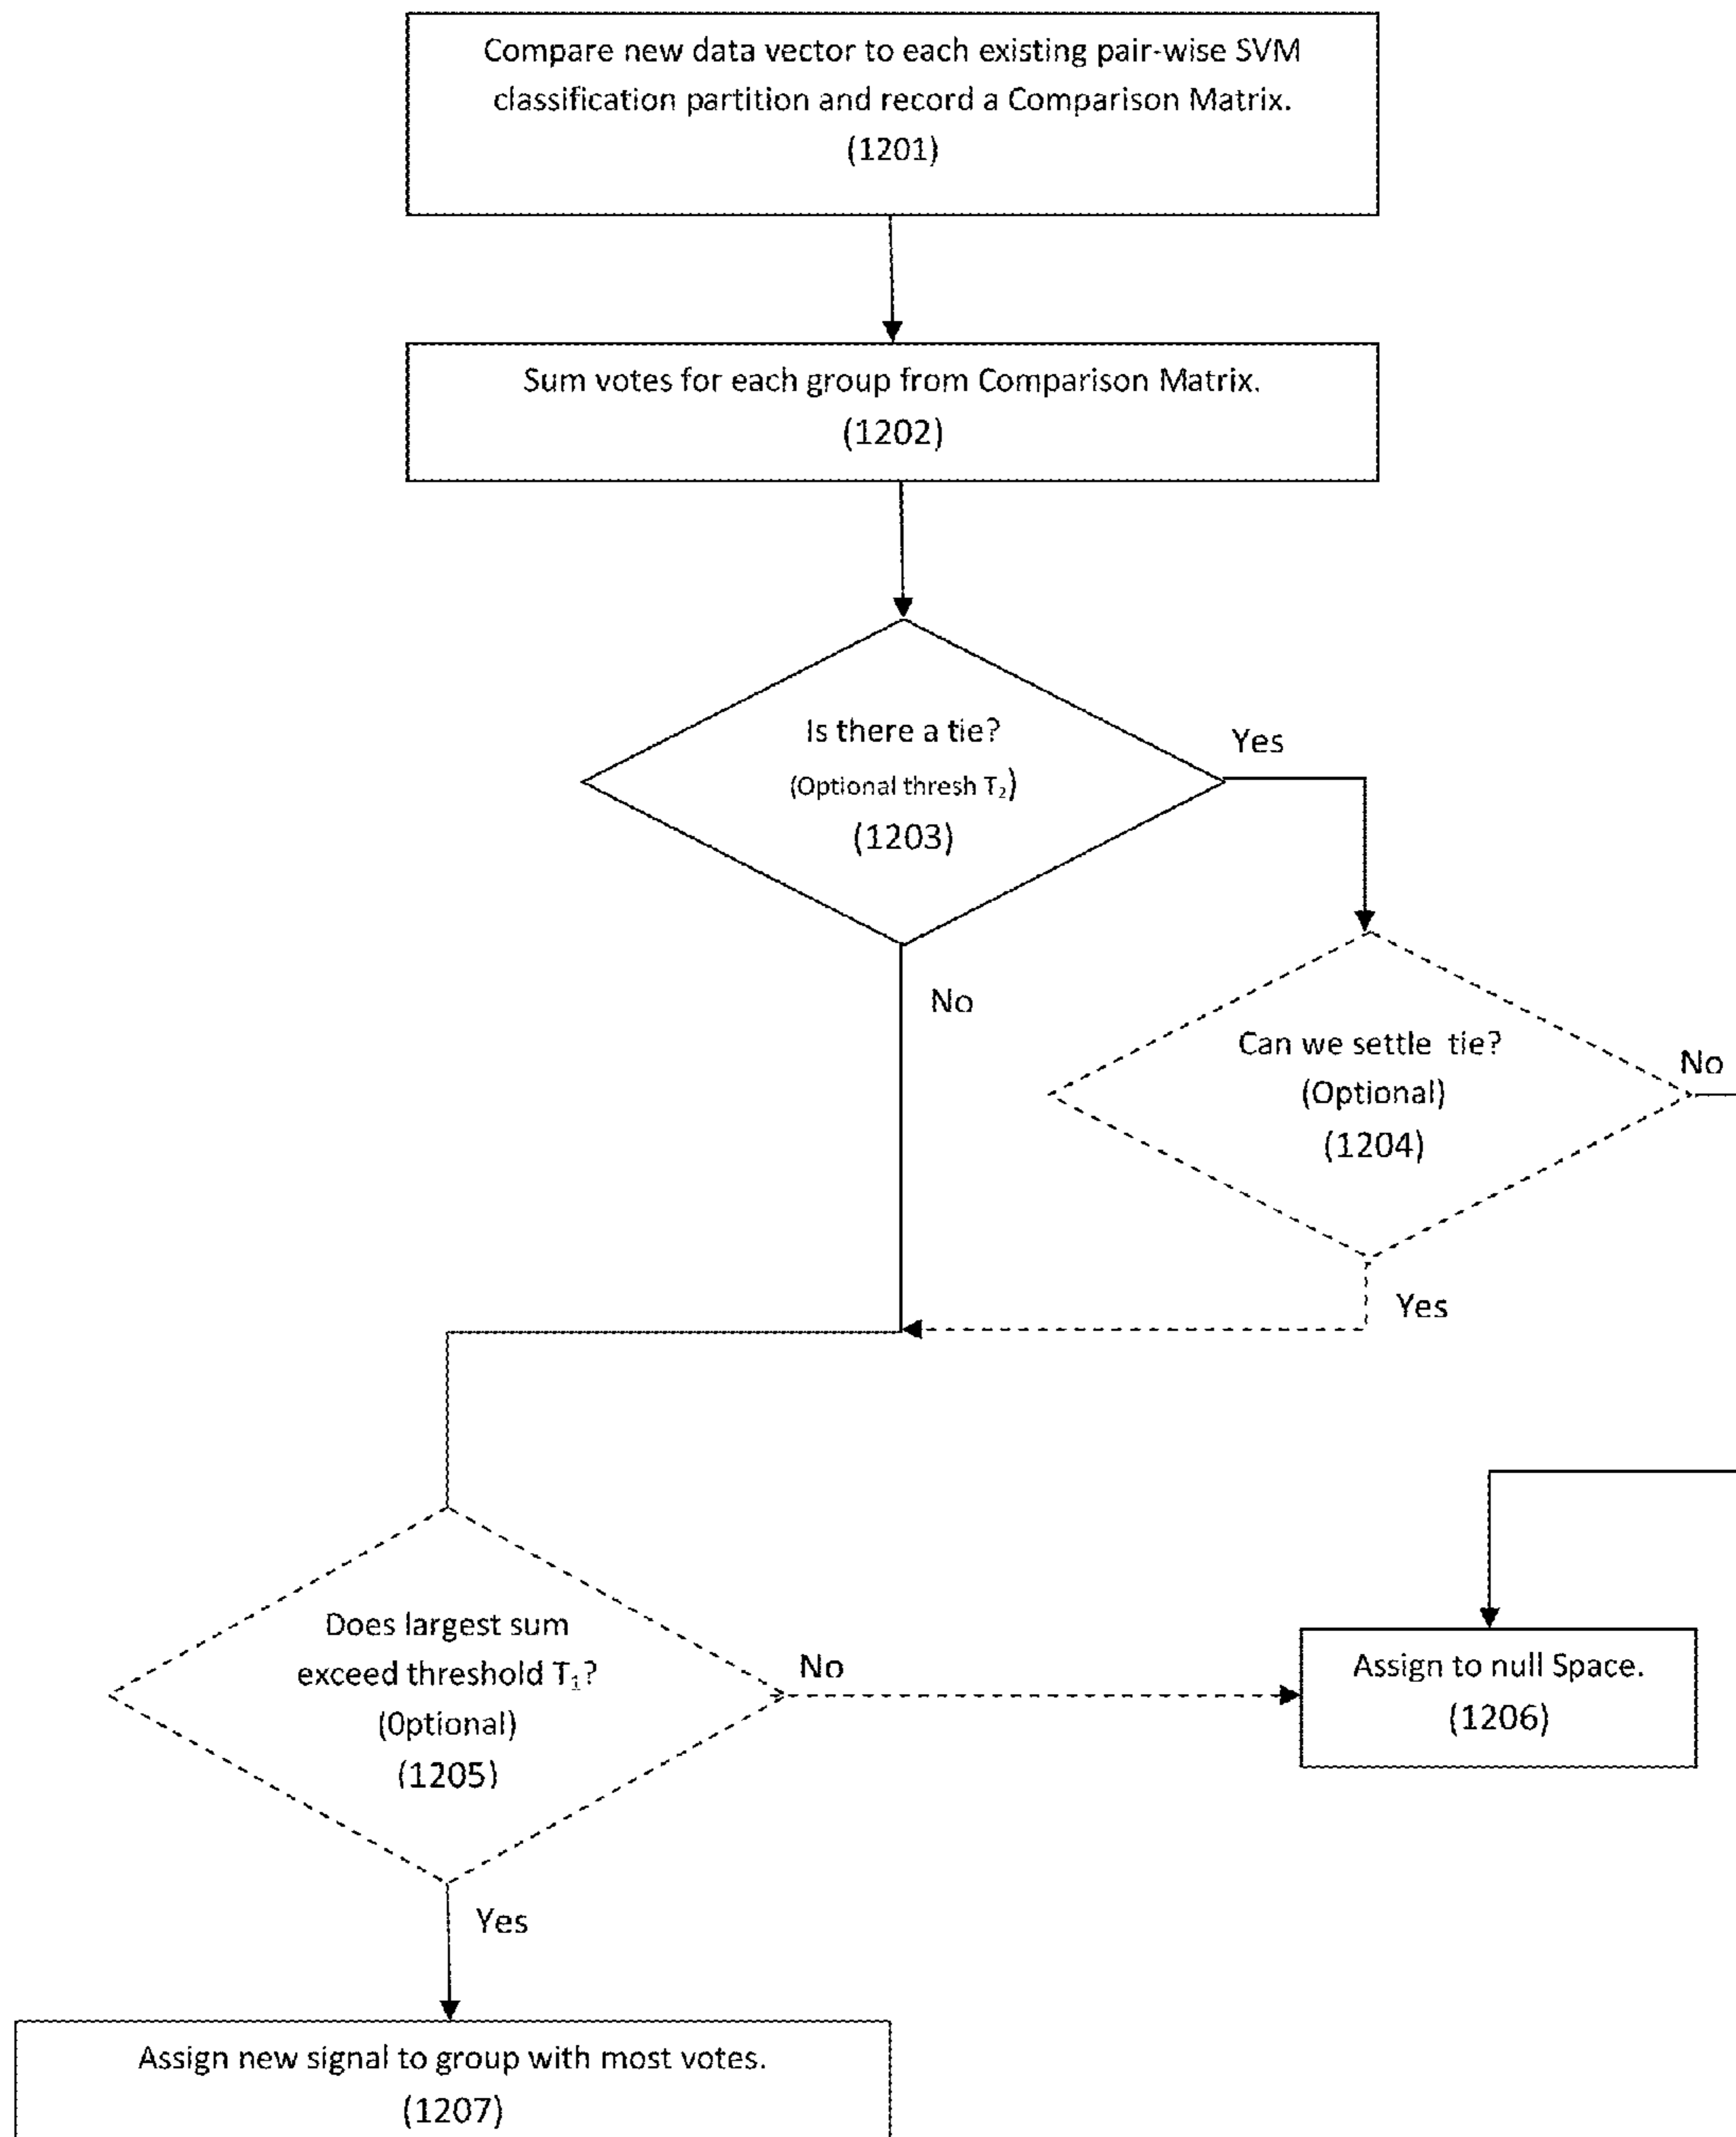 Compare new data vector to each existing pair-wise SVM
classification partition and record a Comparison Matrix.
(1201)
Sum votes for each group from Comparison Matrix.
(1202)
Is there a tie?
(Optional thresh T₂)
(1203)
Yes
No
Can we settle tie?
(Optional)
(1204)
No
Yes
Does largest sum
exceed threshold T₁?
(Optional)
(1205)
No
Assign to null Space.
(1206)
Yes
Assign new signal to group with most votes.
(1207)